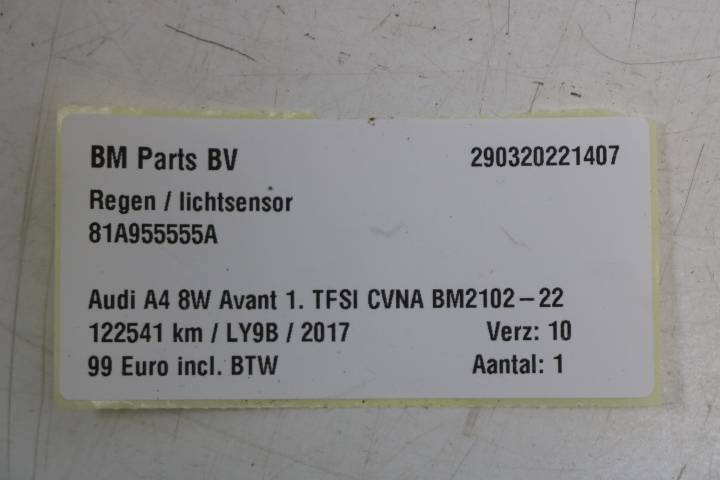 BM Parts BV 290320221407
Regen / lichtsensor
81A955555A
Audi A4 8W Avant 1. TFSI CVNA BM2102-22
122541 km / LY9B / 2017 Verz: 10
99 Euro incl. BTW Aantal: 1